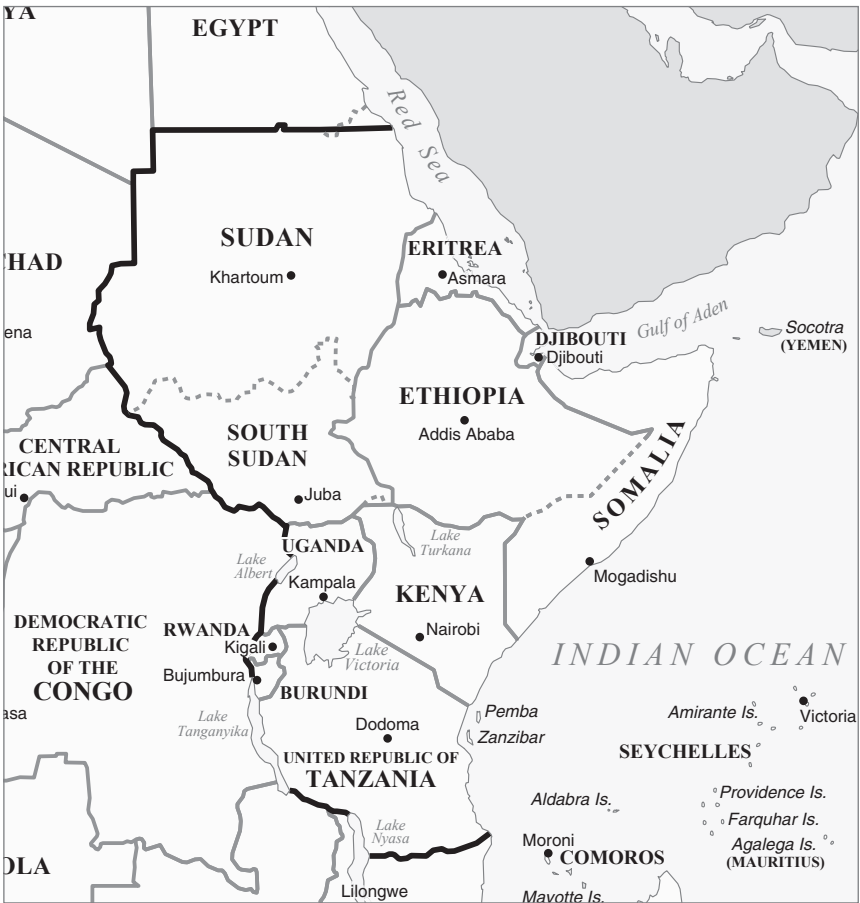 YA
EGYPT
Red Sea
SUDAN
ERITREA
HAD
Khartoum
Asmara
Gulf of Aden
Socotra
(YEMEN)
ena
DJIBOUTI
Djibouti
ETHIOPIA
Addis Ababa
SOUTH
SUDAN
CENTRAL
RICAN REPUBLIC
SOMALIA
ui
Juba
Lake
Turkana
UGANDA
Lake
Albert
Kampala
Mogadishu
KENYA
DEMOCRATIC
REPUBLIC
OF THE
CONGO
RWANDA
Kigali
Nairobi
Lake
Victoria
INDIAN OCEAN
Bujumbura
BURUNDI
asa
Lake
Tanganyika
Dodoma
Pemba
Zanzibar
Amirante Is.
Victoria
SEYCHELLES
UNITED REPUBLIC OF
TANZANIA
Aldabra Is.
Providence Is.
Farquhar Is.
Lake
Nyasa
Moroni
COMOROS
Agalega Is.
(MAURITIUS)
OLA
Lilongwe
Mayotte Is.